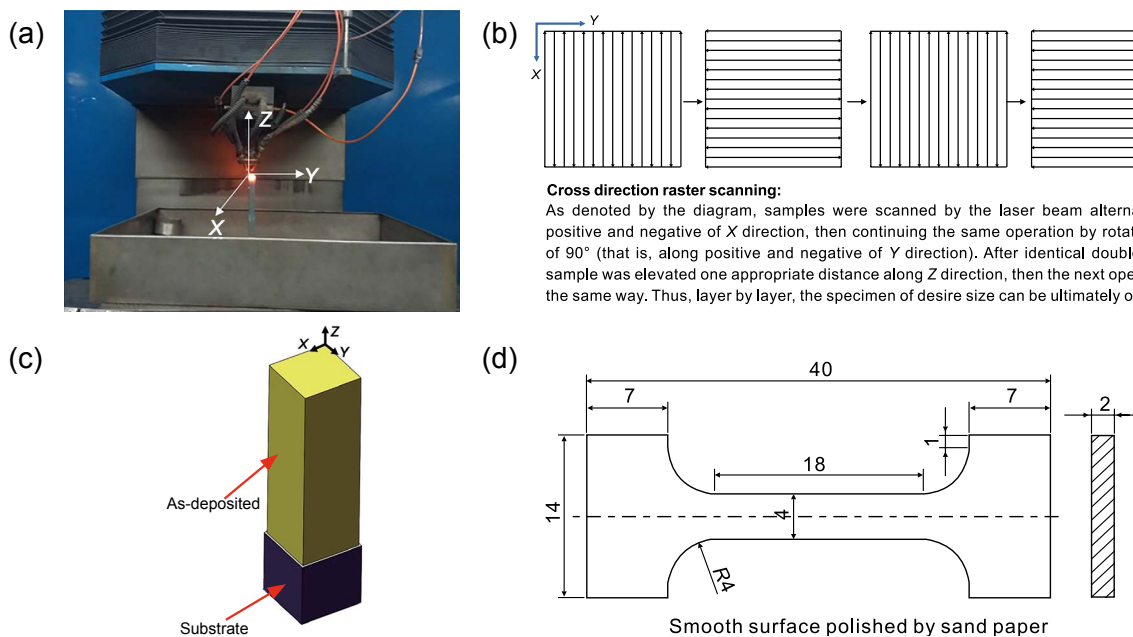 (a)
Z
Y
X
(b)
Y
X
Cross direction raster scanning:
As denoted by the diagram, samples were scanned by the laser beam alterna
positive and negative of X direction, then continuing the same operation by rotat
of 90° (that is, along positive and negative of Y direction). After identical double
sample was elevated one appropriate distance along Z direction, then the next ope
the same way. Thus, layer by layer, the specimen of desire size can be ultimately o
(c)
Z
X
Y
As-deposited
Substrate
(d)
40
7
7
2
1
18
14
4
R4
Smooth surface polished by sand paper